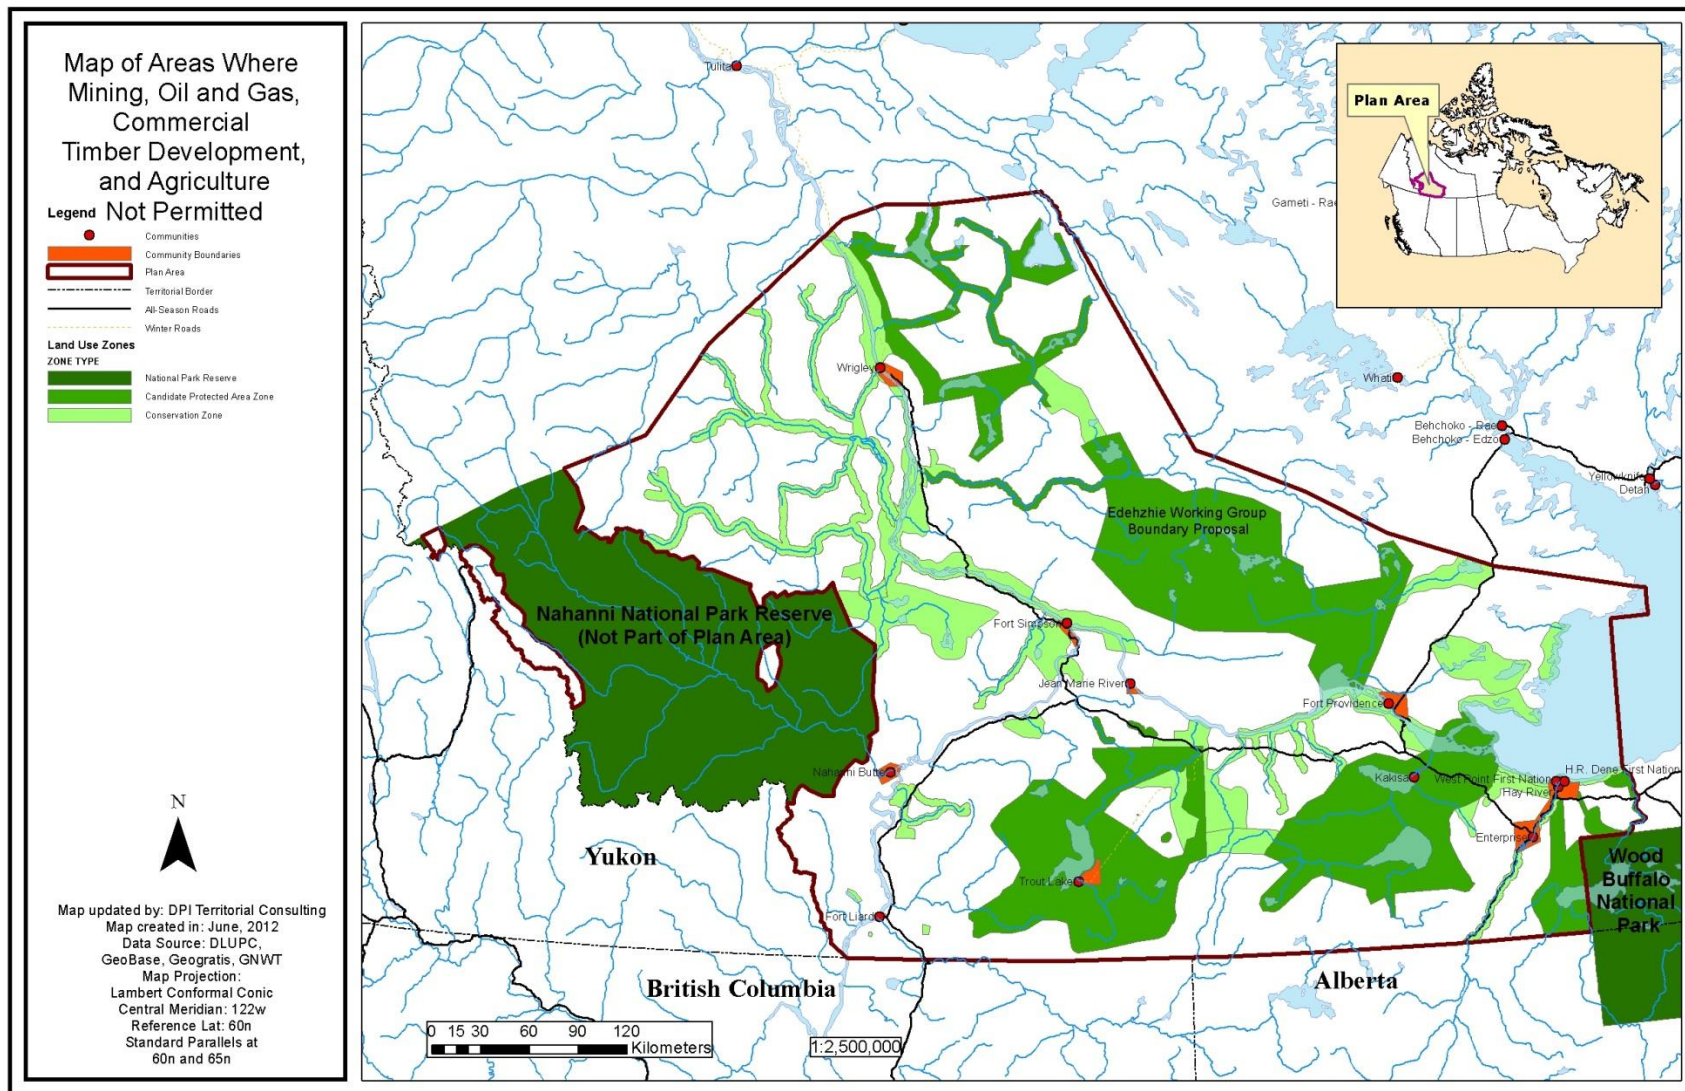 Map of Areas Where
Mining, Oil and Gas,
Commercial
Timber Development,
and Agriculture
Not Permitted
Legend
Communities
Community Boundaries
Plan Area
Territorial Border
All-Season Roads
Winter Roads
Land Use Zones
ZONE TYPE
National Park Reserve
Candidate Protected Area Zone
Conservation Zone
N
Map updated by: DPI Territorial Consulting
Map created in: June, 2012
Data Source: DLUPC,
GeoBase, Geogratis, GNWT
Map Projection:
Lambert Conformal Conic
Central Meridian: 122w
Reference Lat: 60n
Standard Parallels at
60n and 65n
Tulita
Plan Area
Gameti - Rae
Wrigley
Whati
Behchoko - Rae
Behchoko - Edzo
Yellowknife
Detah
Edehzhie Working Group
Boundary Proposal
Nahanni National Park Reserve
(Not Part of Plan Area)
Fort Simpson
Jean Marie River
Fort Providence
Nahanni Butte
Kakisa
West Point First Nation
H.R. Dene First Nation
Hay River
Enterprise
Trout Lake
Fort Liard
Wood
Buffalo
National
Park
Yukon
British Columbia
Alberta
0 15 30 60 90 120
Kilometers
1:2,500,000